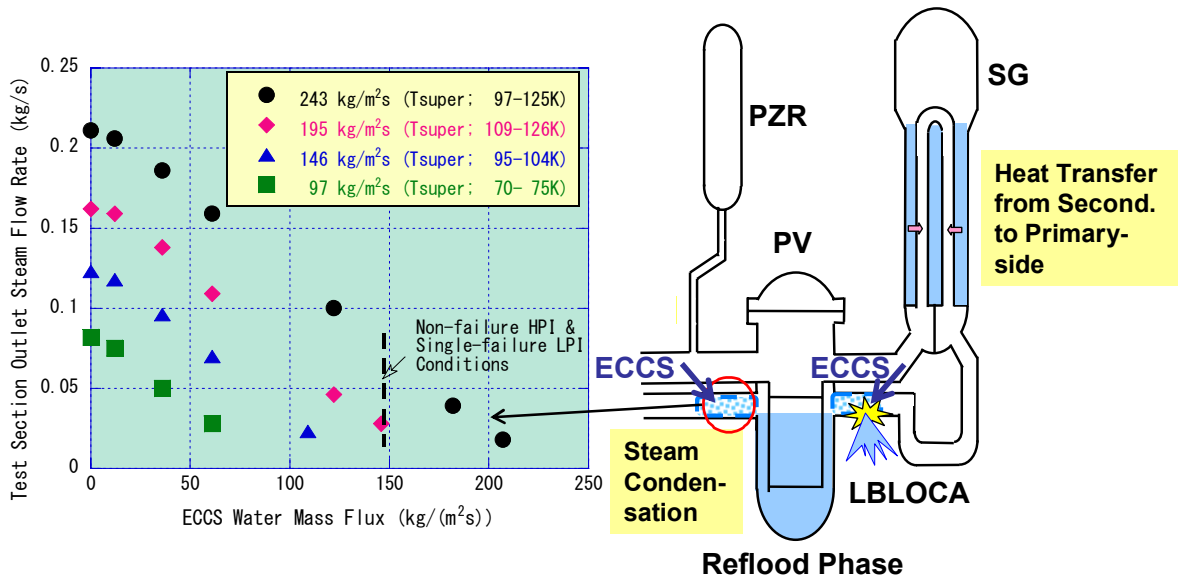 Test Section Outlet Steam Flow Rate (kg/s)
0.25
0.2
0.15
0.1
0.05
0
0
50
100
150
200
250
ECCS Water Mass Flux (kg/(m²s))
243 kg/m²s (Tsuper; 97-125K)
195 kg/m²s (Tsuper; 109-126K)
146 kg/m²s (Tsuper; 95-104K)
97 kg/m²s (Tsuper; 70- 75K)
Non-failure HPI &
Single-failure LPI
Conditions
PZR
SG
PV
Heat Transfer
from Second.
to Primary-
side
ECCS
ECCS
Steam
Conden-
sation
LBLOCA
Reflood Phase